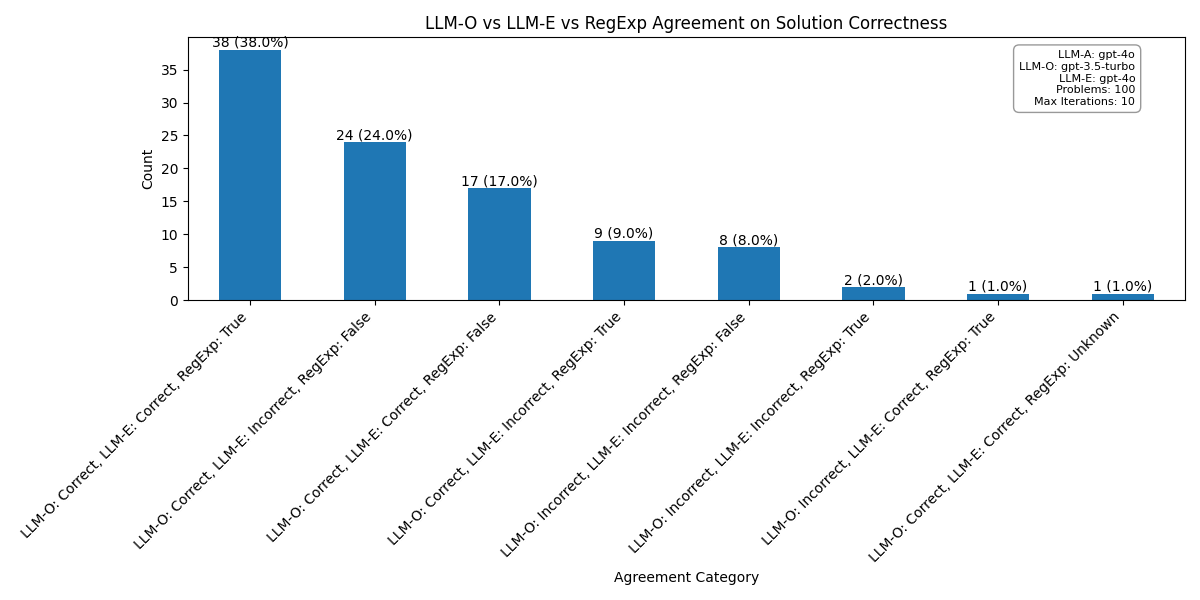 LLM-O vs LLM-E vs RegExp Agreement on Solution Correctness
38 (38.0%)
24 (24.0%)
17 (17.0%)
9 (9.0%)
8 (8.0%)
2 (2.0%)
1 (1.0%)
1 (1.0%)
LLM-A: gpt-4o
LLM-O: gpt-3.5-turbo
LLM-E: gpt-4o
Problems: 100
Max Iterations: 10
Count
35
30
25
20
15
10
5
0
LLM-O: Correct, LLM-E: Correct, RegExp: True
LLM-O: Correct, LLM-E: Incorrect, RegExp: False
LLM-O: Correct, LLM-E: Correct, RegExp: False
LLM-O: Correct, LLM-E: Incorrect, RegExp: True
LLM-O: Incorrect, LLM-E: Incorrect, RegExp: False
LLM-O: Incorrect, LLM-E: Incorrect, RegExp: True
LLM-O: Incorrect, LLM-E: Correct, RegExp: True
LLM-O: Correct, LLM-E: Correct, RegExp: Unknown
Agreement Category